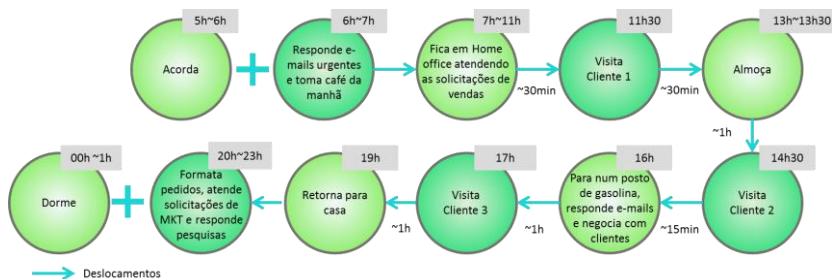 5h~6h
Acorda
6h~7h
Responde e-
mails urgentes
e toma café da
manhã
7h~11h
Fica em Home
office atendendo
as solicitações de
vendas
~30min
11h30
Visita
Cliente 1
~30min
13h~13h30
Almoça
~1h
14h30
Visita
Cliente 2
~15min
16h
Para num posto
de gasolina,
responde e-mails
e negocia com
clientes
~1h
17h
Visita
Cliente 3
~1h
19h
Retorna para
casa
20h~23h
Formata
pedidos, atende
solicitações de
MKT e responde
pesquisas
00h ~1h
Dorme
Deslocamentos